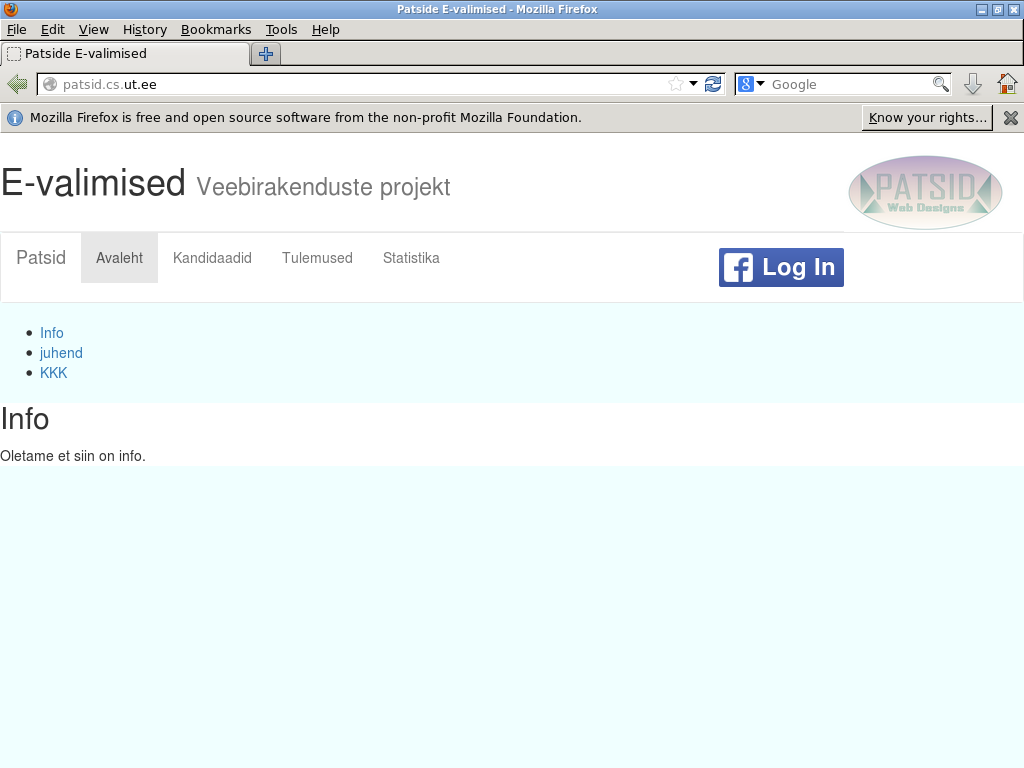 Patside E-valimised - Mozilla Firefox
File Edit View History Bookmarks Tools Help
Patside E-valimised
patsid.cs.ut.ee
Google
Mozilla Firefox is free and open source software from the non-profit Mozilla Foundation.
Know your rights...
E-valimised Veebirakenduste projekt
PATSID
Web Designs
Patsid Avaleht Kandidaadid Tulemused Statistika
Log In
Info
juhend
KKK
Info
Oletame et siin on info.